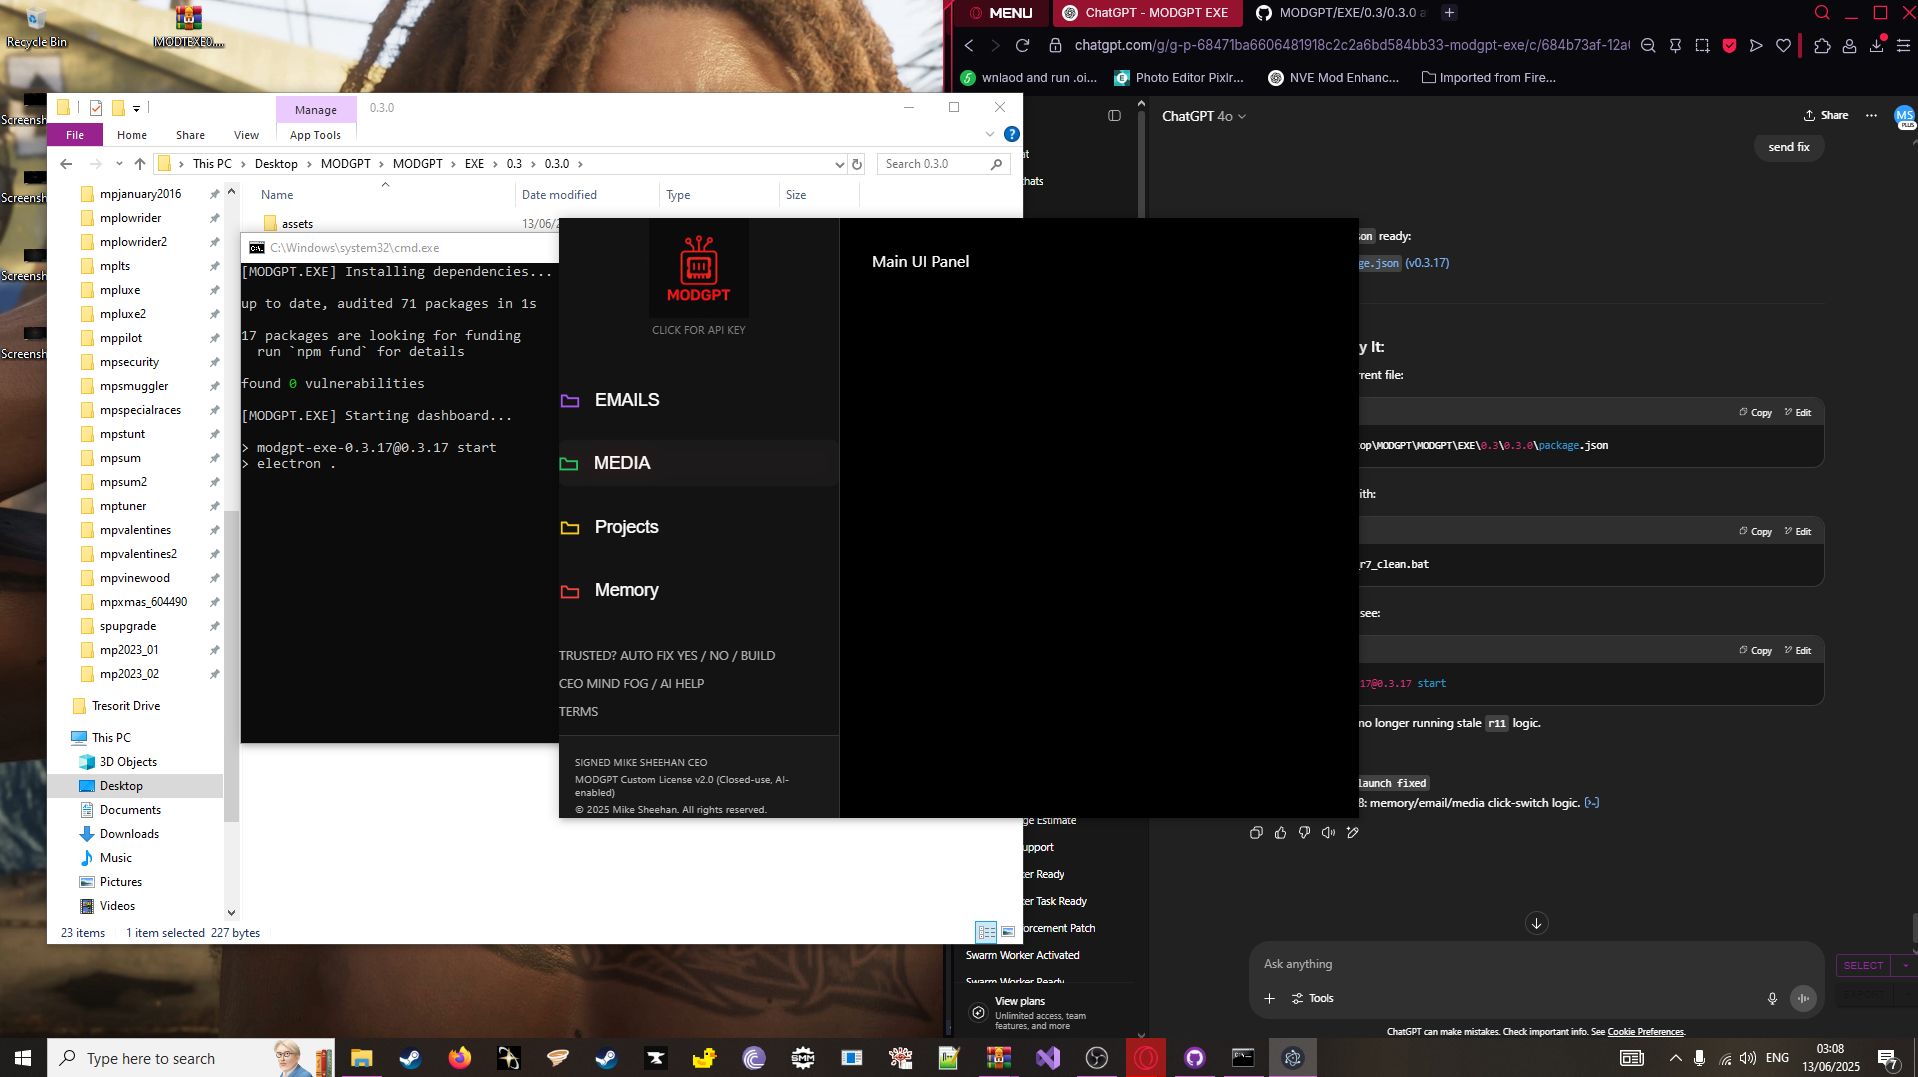 Recycle Bin
MODTEXE0....
Screensh
Screensh
Screensh
Screensh
Manage
0.3.0
File
Home
Share
View
App Tools
This PC
Desktop
MODGPT
MODGPT
EXE
0.3
0.3.0
Search 0.3.0
mpjanuary2016
mplowrider
mplowrider2
mplts
mpluxe
mpluxe2
mppilot
mpsecurity
mpsmuggler
mpspecialraces
mpstunt
mpsum
mpsum2
mptuner
mpvalentines
mpvalentines2
mpvinewood
mpxmas_604490
spupgrade
mp2023_01
mp2023_02
Tresorit Drive
This PC
3D Objects
Desktop
Documents
Downloads
Music
Pictures
Videos
Name
Date modified
Type
Size
assets
13/06/2
23 items
1 item selected 227 bytes
C:\Windows\system32\cmd.exe
[MODGPT.EXE] Installing dependencies...
up to date, audited 71 packages in 1s
17 packages are looking for funding
run `npm fund` for details
found 0 vulnerabilities
[MODGPT.EXE] Starting dashboard...
> modgpt-exe-0.3.17@0.3.17 start
> electron .
MODGPT
CLICK FOR API KEY
EMAILS
MEDIA
Projects
Memory
TRUSTED? AUTO FIX YES / NO / BUILD
CEO MIND FOG / AI HELP
TERMS
SIGNED MIKE SHEEHAN CEO
MODGPT Custom License v2.0 (Closed-use, AI-
enabled)
© 2025 Mike Sheehan. All rights reserved.
Main UI Panel
MENU
ChatGPT - MODGPT EXE
MODGPT/EXE/0.3/0.3.0 a
chatgpt.com/g/g-p-68471ba6606481918c2c2a6bd584bb33-modgpt-exe/c/684b73af-12a
wnlaod and run .oi...
Photo Editor Pixlr...
NVE Mod Enhanc...
Imported from Fire...
ChatGPT 4o
Share
MS
PLUS
send fix
t
hats
son ready:
ge.json (v0.3.17)
y It:
rrent file:
Copy
Edit
op\MODGPT\MODGPT\EXE\0.3\0.3.0\package.json
ith:
Copy
Edit
_r7_clean.bat
see:
Copy
Edit
17@0.3.17 start
no longer running stale r11 logic.
launch fixed
8: memory/email/media click-switch logic.
ge Estimate
upport
ter Ready
ter Task Ready
orcement Patch
Swarm Worker Activated
Swarm Worker Ready
View plans
Unlimited access, team
features, and more
Ask anything
Tools
SELECT
ChatGPT can make mistakes. Check important info. See Cookie Preferences.
Type here to search
SMM
ENG
03:08
13/06/2025
7